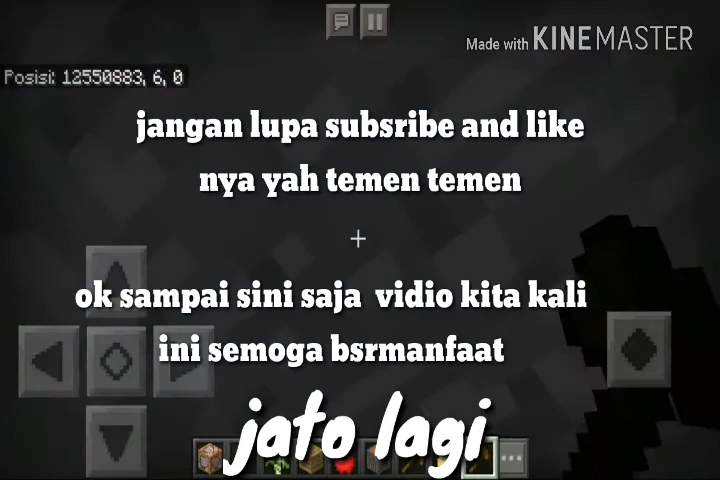 Made with KINEMASTER
Posisi: 12550883, 6, 0
jangan lupa subsribe and like
nya yah temen temen
ok sampai sini saja vidio kita kali
ini semoga bsrmanfaat
jato lagi